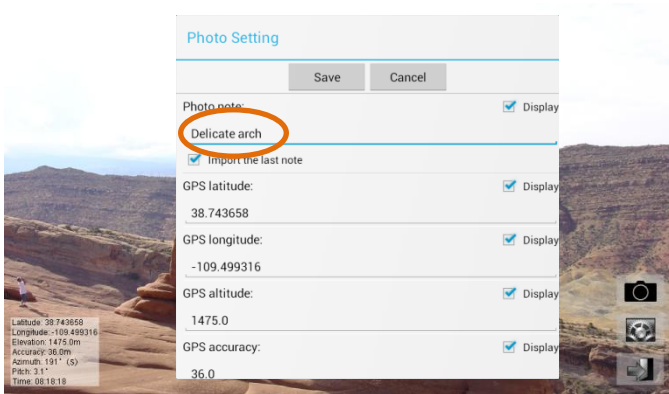 Photo Setting
Save Cancel
Photo note: Display
Delicate arch
Import the last note
GPS latitude: Display
38.743658
GPS longitude: Display
-109.499316
GPS altitude: Display
1475.0
GPS accuracy: Display
36.0
Latitude: 38.743658
Longitude: -109.499316
Elevation: 1475.0m
Accuracy: 36.0m
Azimuth: 191° (S)
Pitch: 3.1°
Time: 08:18:18